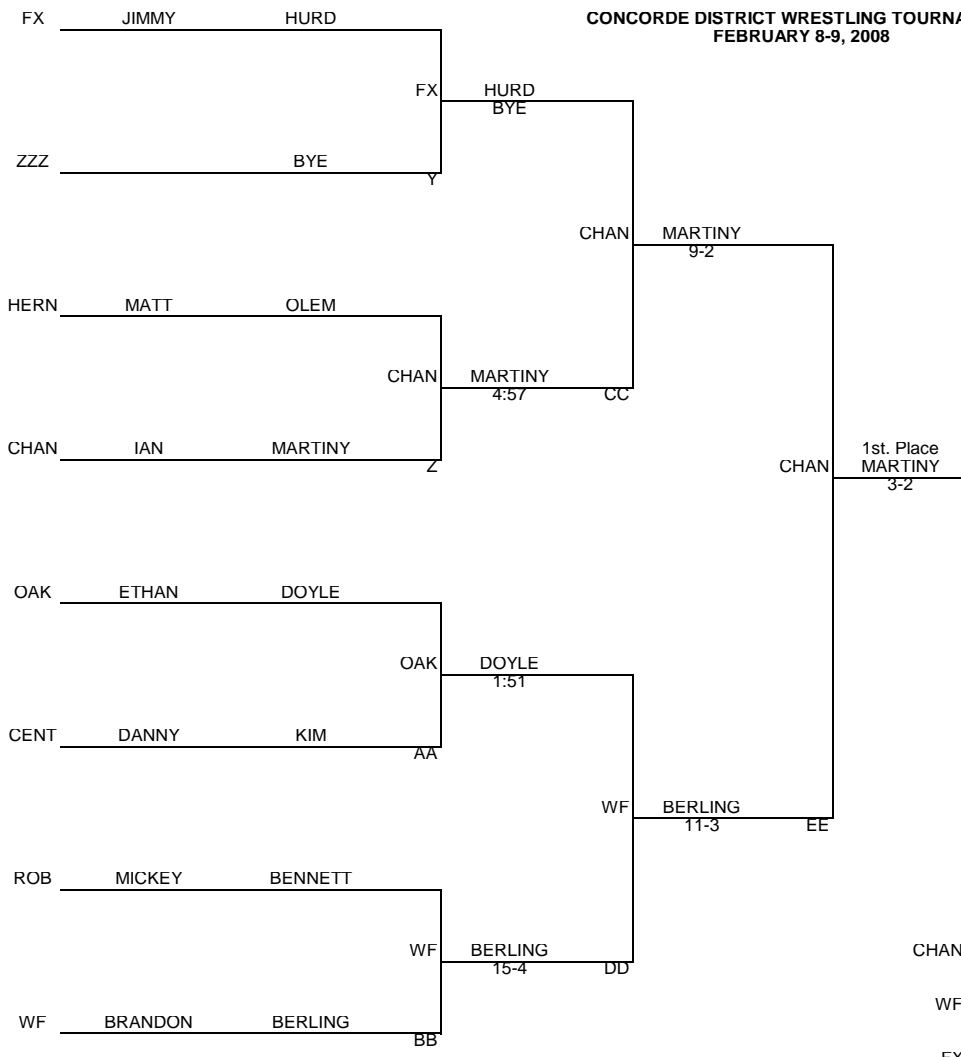 FX JIMMY HURD
CONCORDE DISTRICT WRESTLING TOURNA
FEBRUARY 8-9, 2008
FX HURD
BYE
ZZZ BYE
Y
CHAN MARTINY
9-2
HERN MATT OLEM
CHAN MARTINY
4:57 CC
CHAN IAN MARTINY
Z
1st. Place
CHAN MARTINY
3-2
OAK ETHAN DOYLE
OAK DOYLE
1:51
CENT DANNY KIM
AA
WF BERLING
11-3 EE
ROB MICKEY BENNETT
WF BERLING
15-4 DD
CHAN
WF
WF BRANDON BERLING
BB
FX